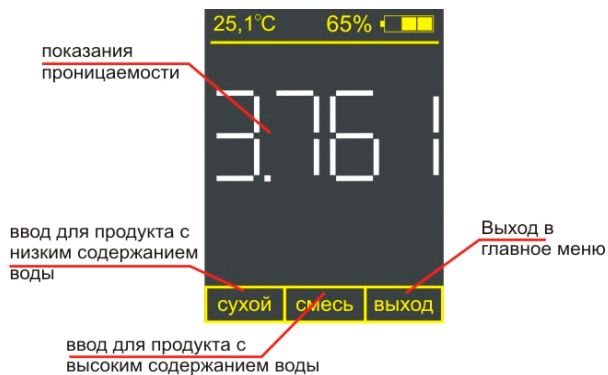 25,1°C 65%
показания
проницаемости
3.761
ввод для продукта с
низким содержанием
воды
Выход в
главное меню
сухой смесь выход
ввод для продукта с
высоким содержанием воды